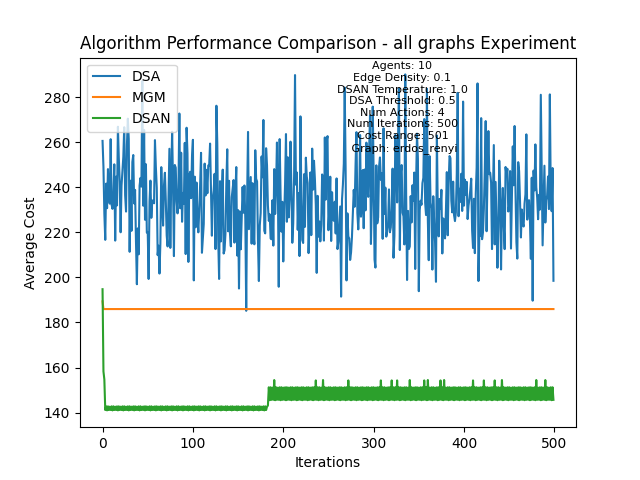 Algorithm Performance Comparison - all graphs Experiment
DSA
MGM
DSAN
Agents: 10
Edge Density: 0.1
DSAN Temperature: 1.0
DSA Threshold: 0.5
Num Actions: 4
Num Iterations: 500
Cost Range: 501
Graph: erdos_renyi
Average Cost
280
260
240
220
200
180
160
140
0
100
200
300
400
500
Iterations